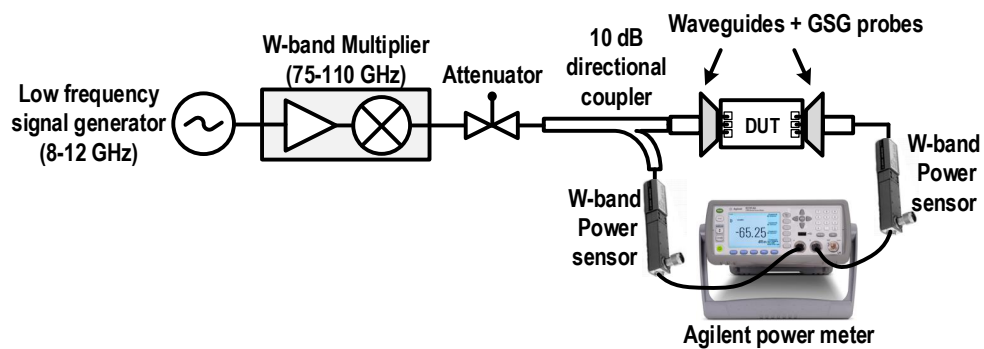 W-band Multiplier
(75-110 GHz)
Low frequency
signal generator
(8-12 GHz)
Attenuator
10 dB
directional
coupler
Waveguides + GSG probes
DUT
W-band
Power
sensor
W-band
Power
sensor
-65.25
Agilent power meter